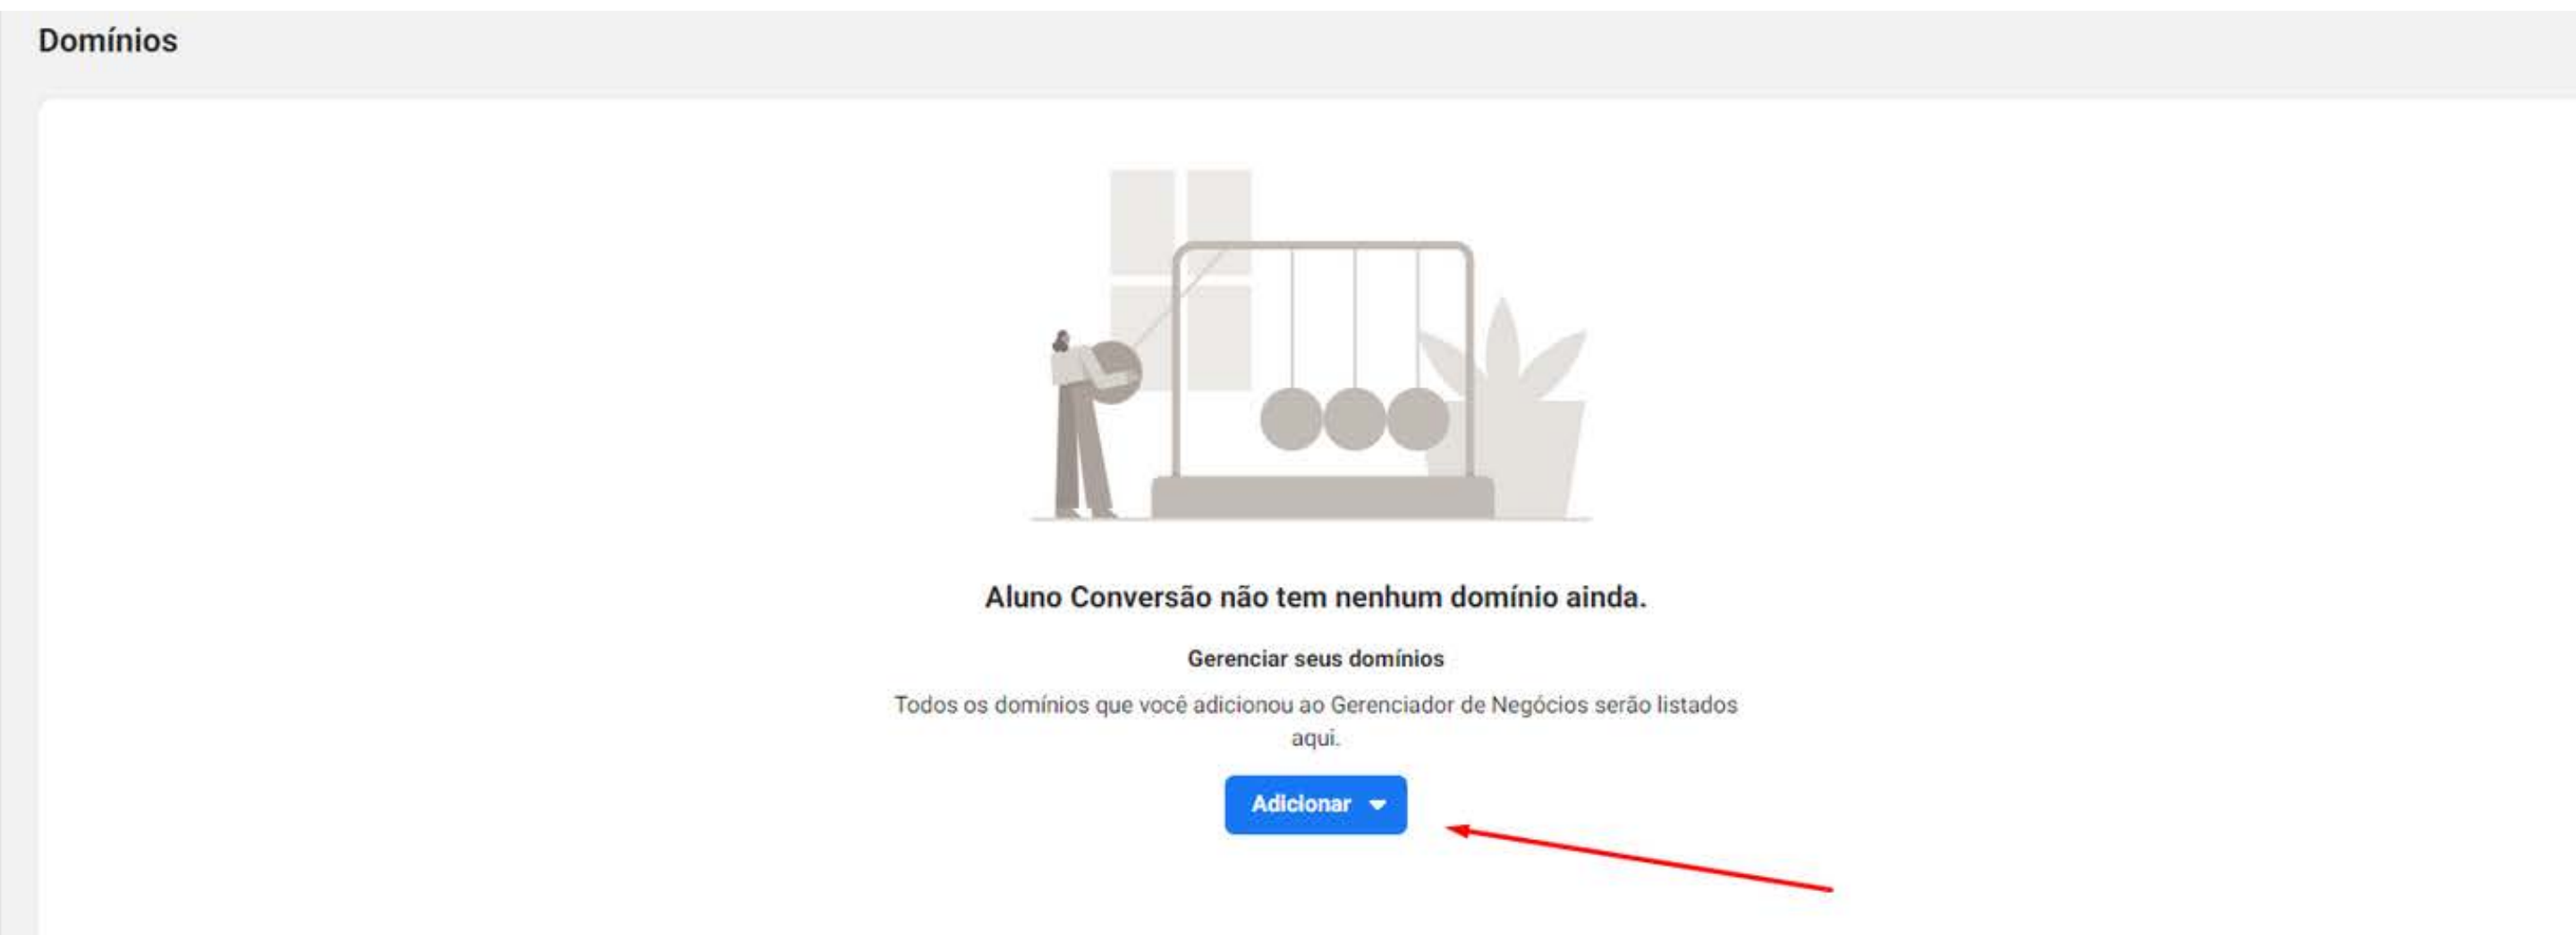 Domínios
Aluno Conversão não tem nenhum domínio ainda.
Gerenciar seus domínios
Todos os domínios que você adicionou ao Gerenciador de Negócios serão listados
aqui.
Adicionar